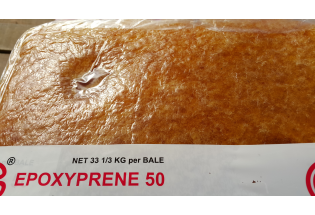 NET 33 1/3 KG per BALE
® EPOXYPRENE 50